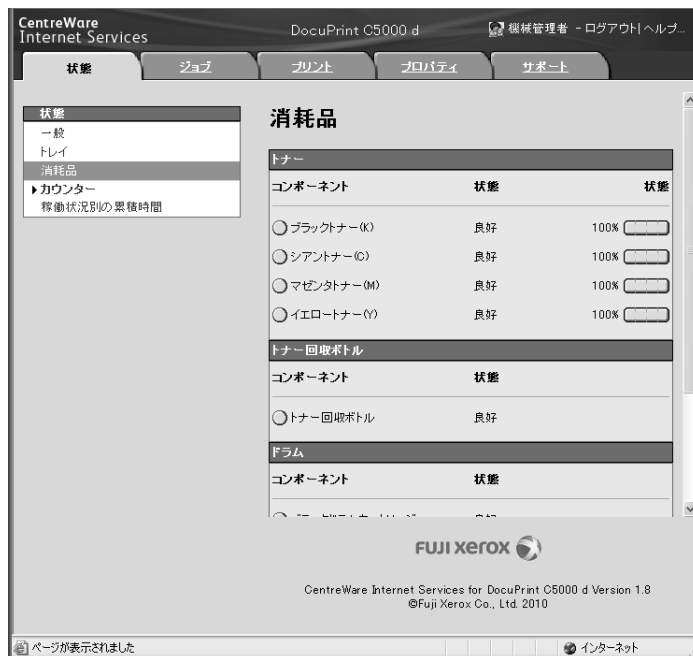 CentreWare
Internet Services
DocuPrint C5000 d
機械管理者 - ログアウト|ヘルプ...
状態
ジョブ
プリント
プロパティ
サポート
状態
一般
トレイ
消耗品
カウンター
稼働状況別の累積時間
消耗品
トナー
コンポーネント 状態 状態
ブラックトナー(K) 良好 100%
シアントナー(C) 良好 100%
マゼンタトナー(M) 良好 100%
イエロートナー(Y) 良好 100%
トナー回収ボトル
コンポーネント 状態
トナー回収ボトル 良好
ドラム
コンポーネント 状態
FUJI xerox
CentreWare Internet Services for DocuPrint C5000 d Version 1.8
©Fuji Xerox Co., Ltd. 2010
ページが表示されました
インターネット